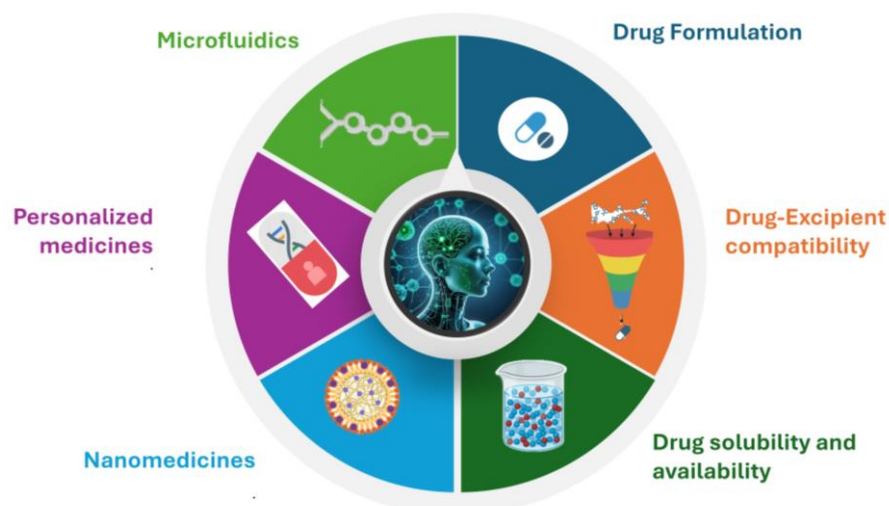 Microfluidics
Drug Formulation
Personalized
medicines
Drug-Excipient
compatibility
Nanomedicines
Drug solubility and
availability